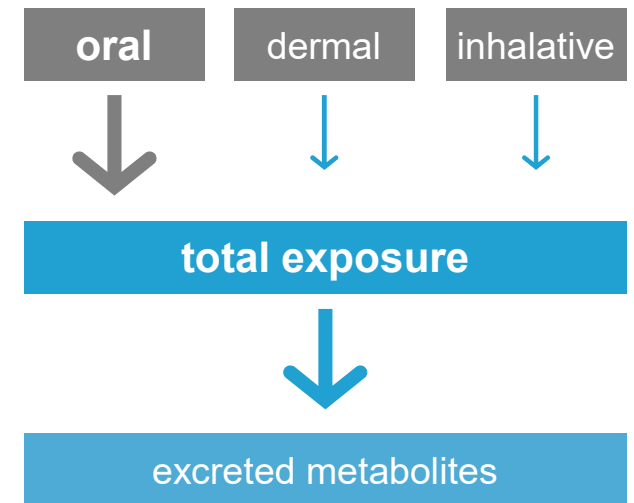 oral
dermal
inhalative
total exposure
excreted metabolites